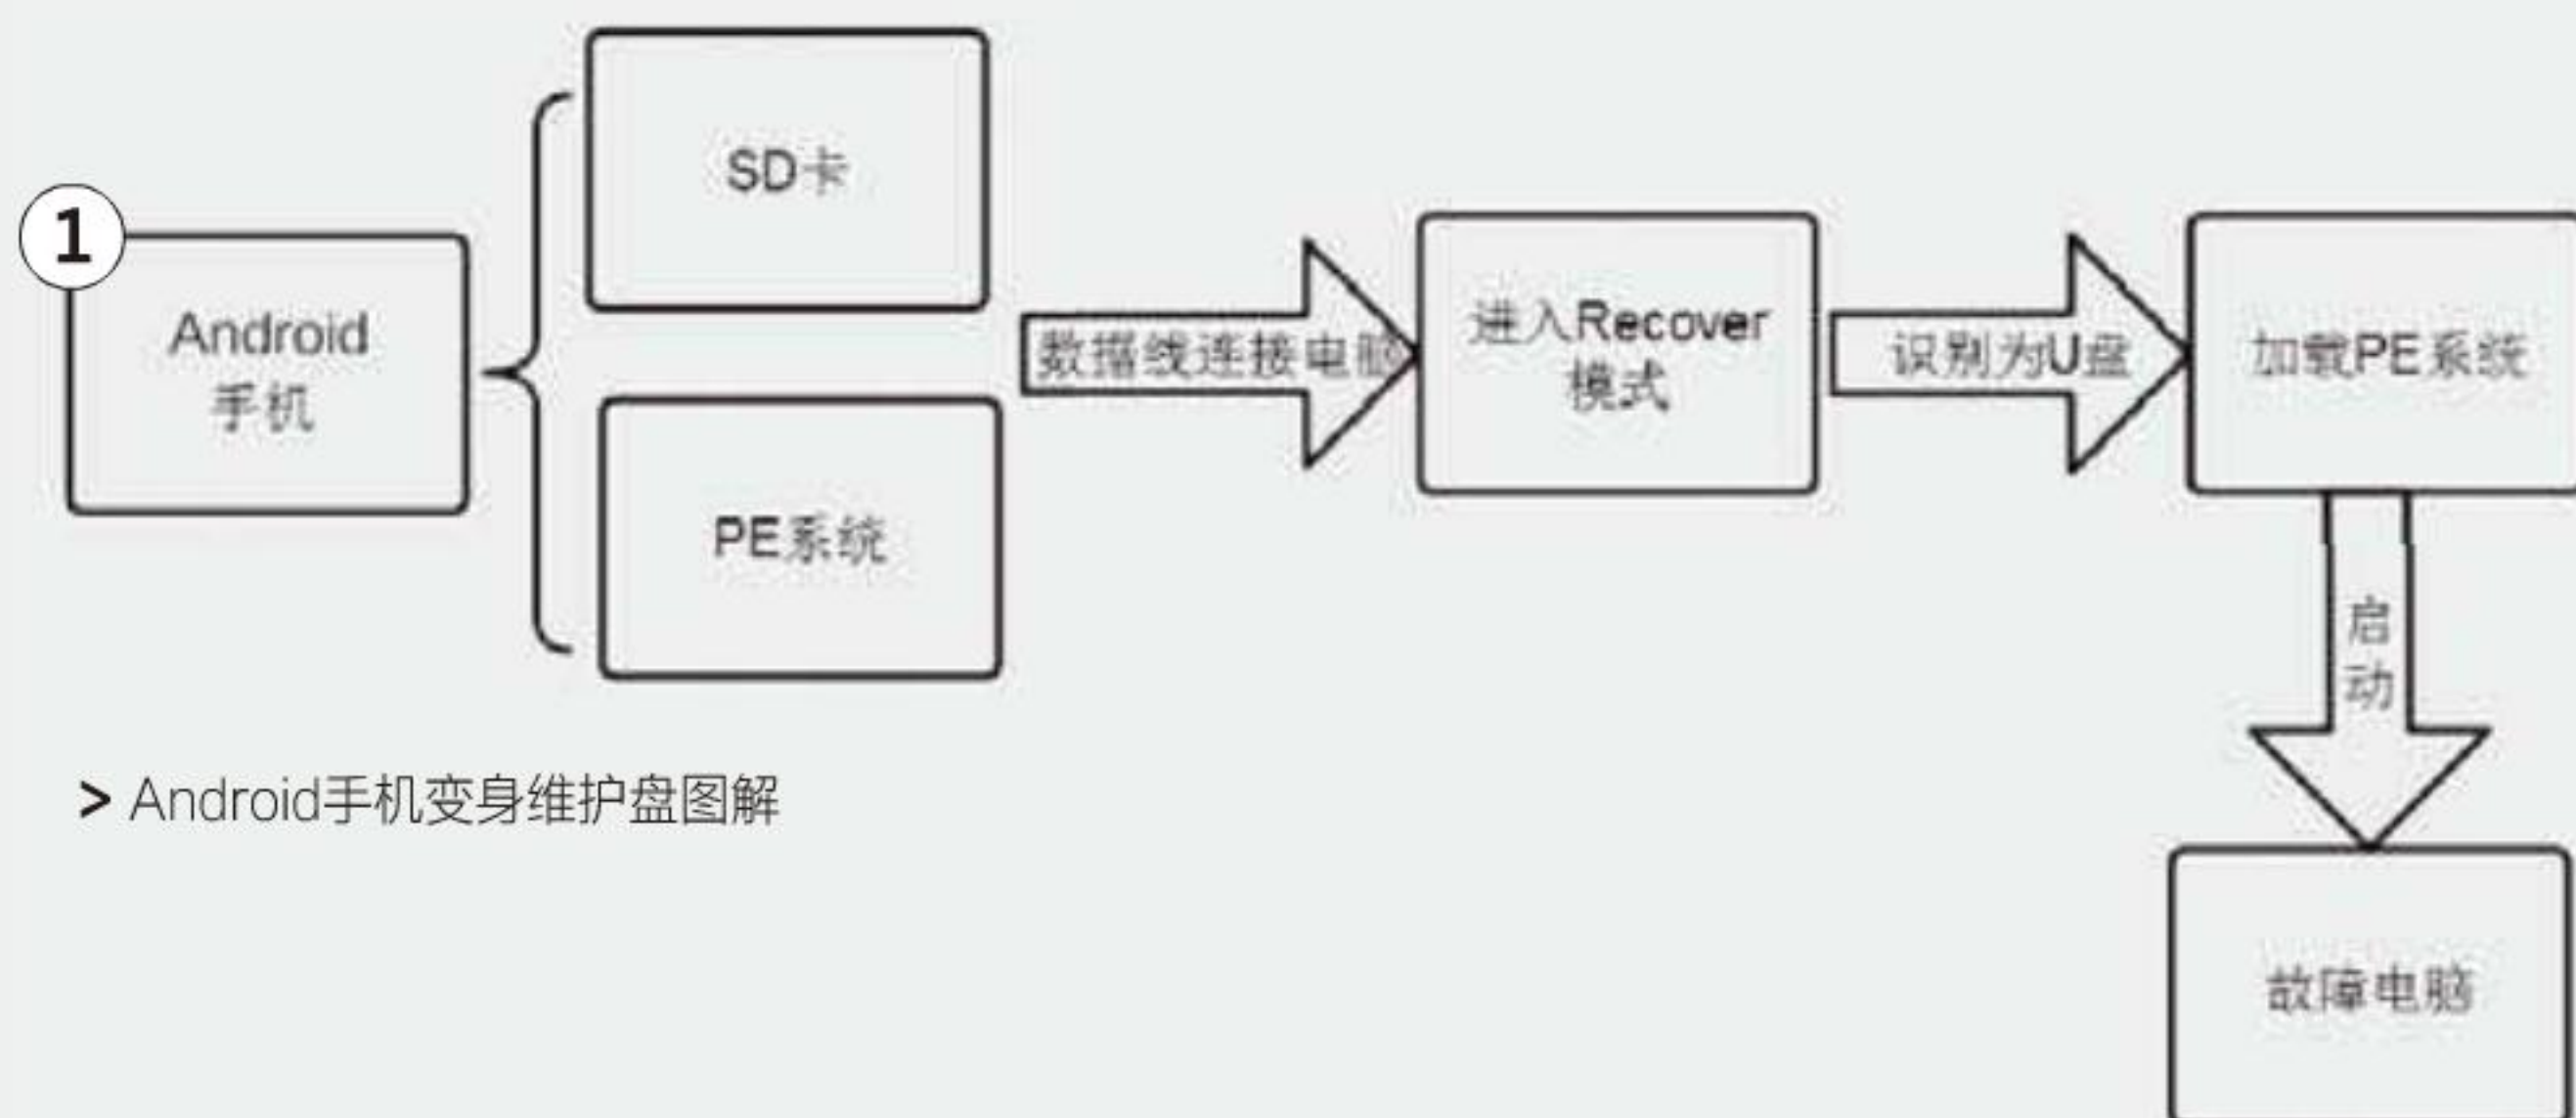 1
Android
手机
SD卡
PE系统
数据线连接电脑
进入Recover
模式
识别为U盘
加载PE系统
启
动
故障电脑
> Android手机变身维护盘图解